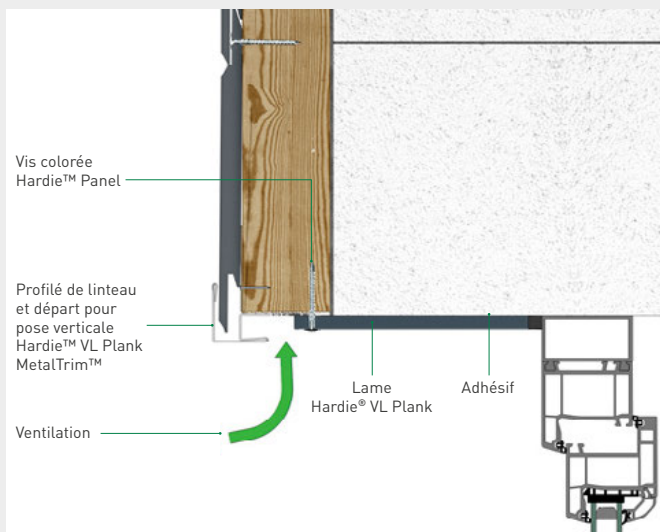 Vis colorée
Hardie™ Panel
Profilé de linteau
et départ pour
pose verticale
Hardie™ VL Plank
MetalTrim™
Ventilation
Lame
Hardie® VL Plank
Adhésif